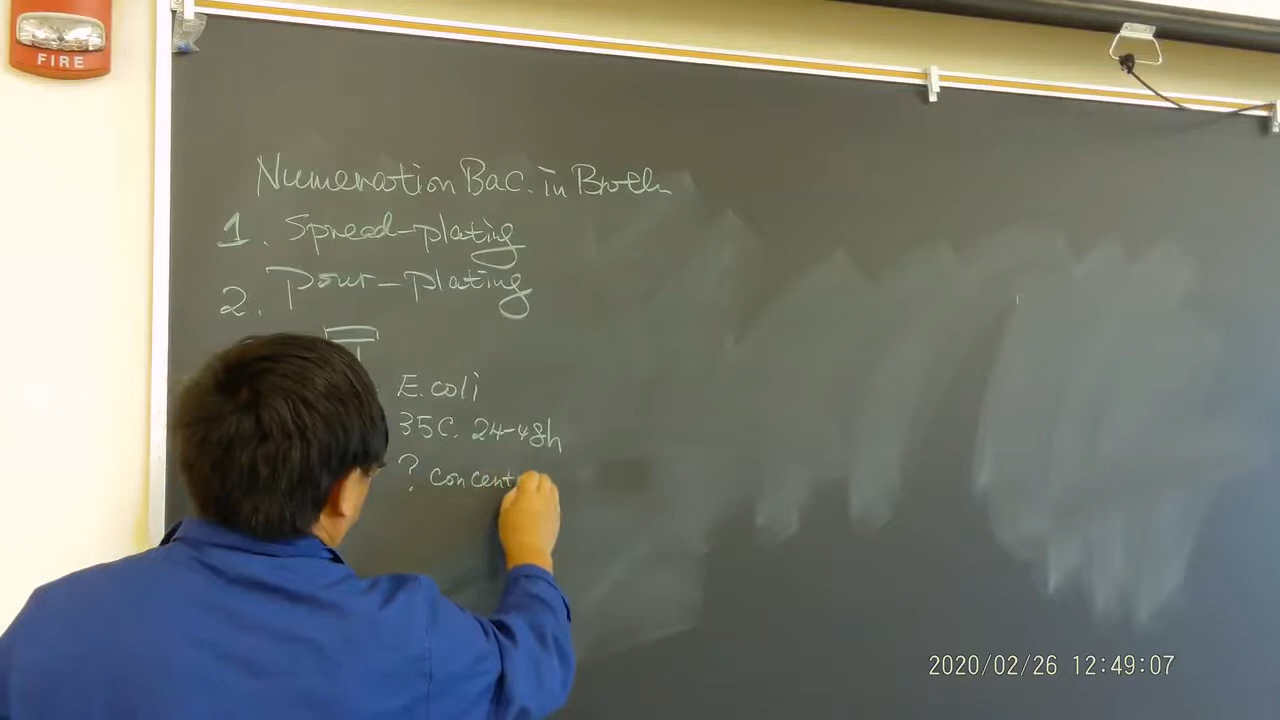 FIRE
Numeration Bac. in Broth
1. Spread-plating
2. Pour-plating
E.coli
35C. 24-48h
? concent
2020/02/26 12:49:07